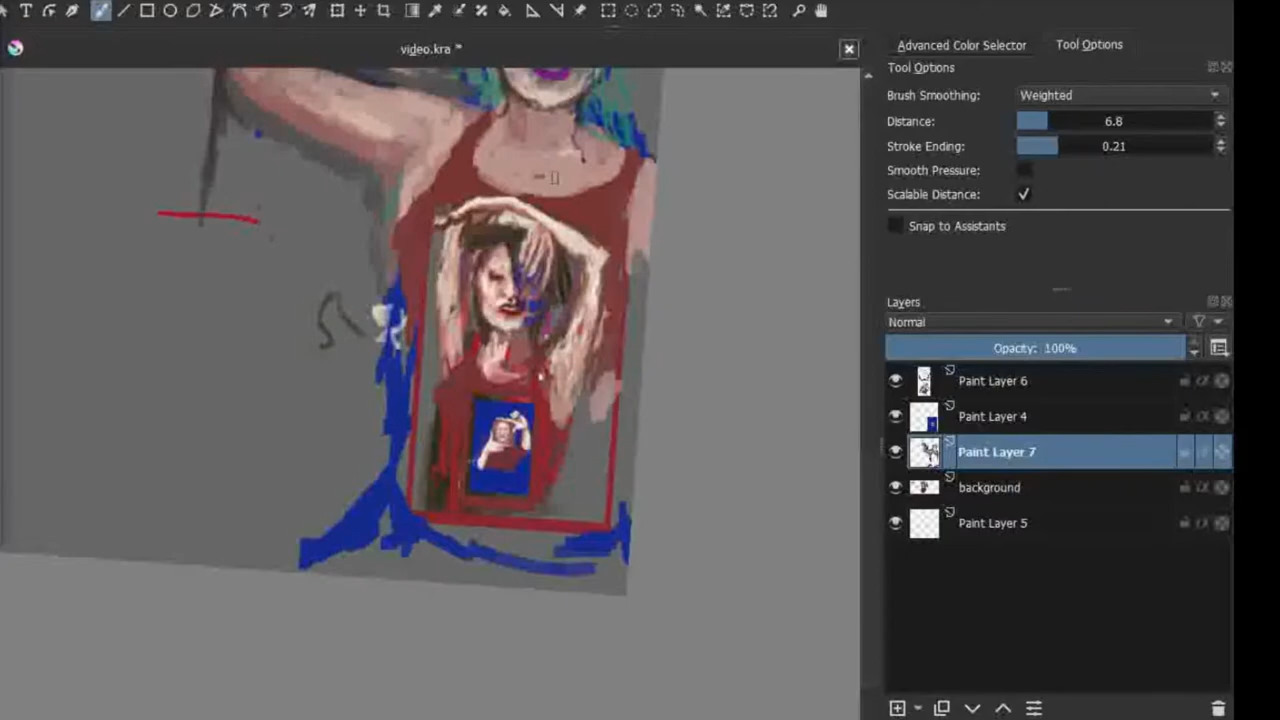 video.kra *
Advanced Color Selector
Tool Options
Tool Options
Brush Smoothing: Weighted
Distance: 6.8
Stroke Ending: 0.21
Smooth Pressure:
Scalable Distance:
Snap to Assistants
Layers
Normal
Opacity: 100%
Paint Layer 6
Paint Layer 4
Paint Layer 7
background
Paint Layer 5